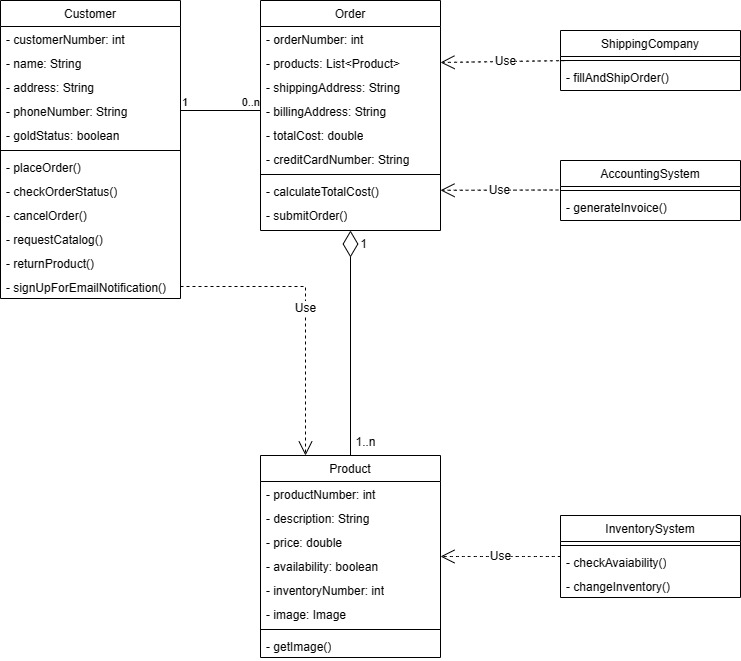 Customer
- customerNumber: int
- name: String
- address: String
- phoneNumber: String
- goldStatus: boolean
- placeOrder()
- checkOrderStatus()
- cancelOrder()
- requestCatalog()
- returnProduct()
- signUpForEmailNotification()
1
0..n
Order
- orderNumber: int
- products: List<Product>
- shippingAddress: String
- billingAddress: String
- totalCost: double
- creditCardNumber: String
- calculateTotalCost()
- submitOrder()
Use
ShippingCompany
- fillAndShipOrder()
Use
AccountingSystem
- generateInvoice()
1
Use
1..n
Product
- productNumber: int
- description: String
- price: double
- availability: boolean
- inventoryNumber: int
- image: Image
- getImage()
Use
InventorySystem
- checkAvaiability()
- changeInventory()